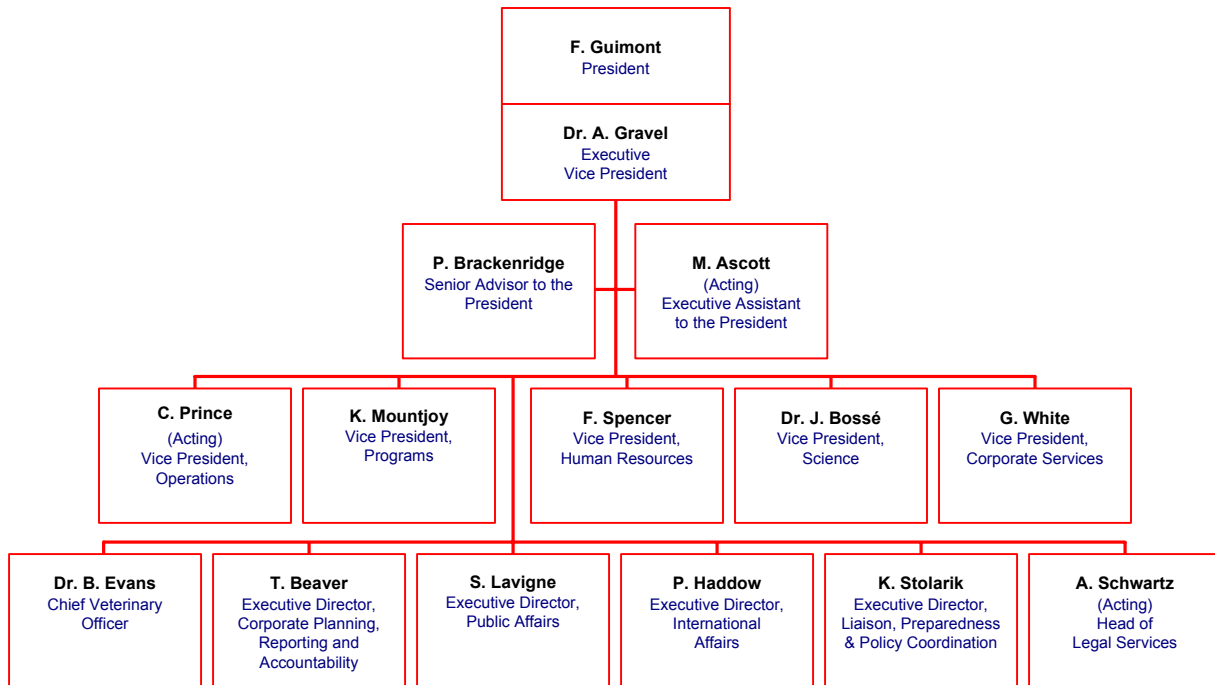 F. Guimont
President
Dr. A. Gravel
Executive
Vice President
P. Brackenridge
Senior Advisor to the
President
M. Ascott
(Acting)
Executive Assistant
to the President
C. Prince
(Acting)
Vice President,
Operations
K. Mountjoy
Vice President,
Programs
F. Spencer
Vice President,
Human Resources
Dr. J. Bossé
Vice President,
Science
G. White
Vice President,
Corporate Services
Dr. B. Evans
Chief Veterinary
Officer
T. Beaver
Executive Director,
Corporate Planning,
Reporting and
Accountability
S. Lavigne
Executive Director,
Public Affairs
P. Haddow
Executive Director,
International
Affairs
K. Stolarik
Executive Director,
Liaison, Preparedness
& Policy Coordination
A. Schwartz
(Acting)
Head of
Legal Services